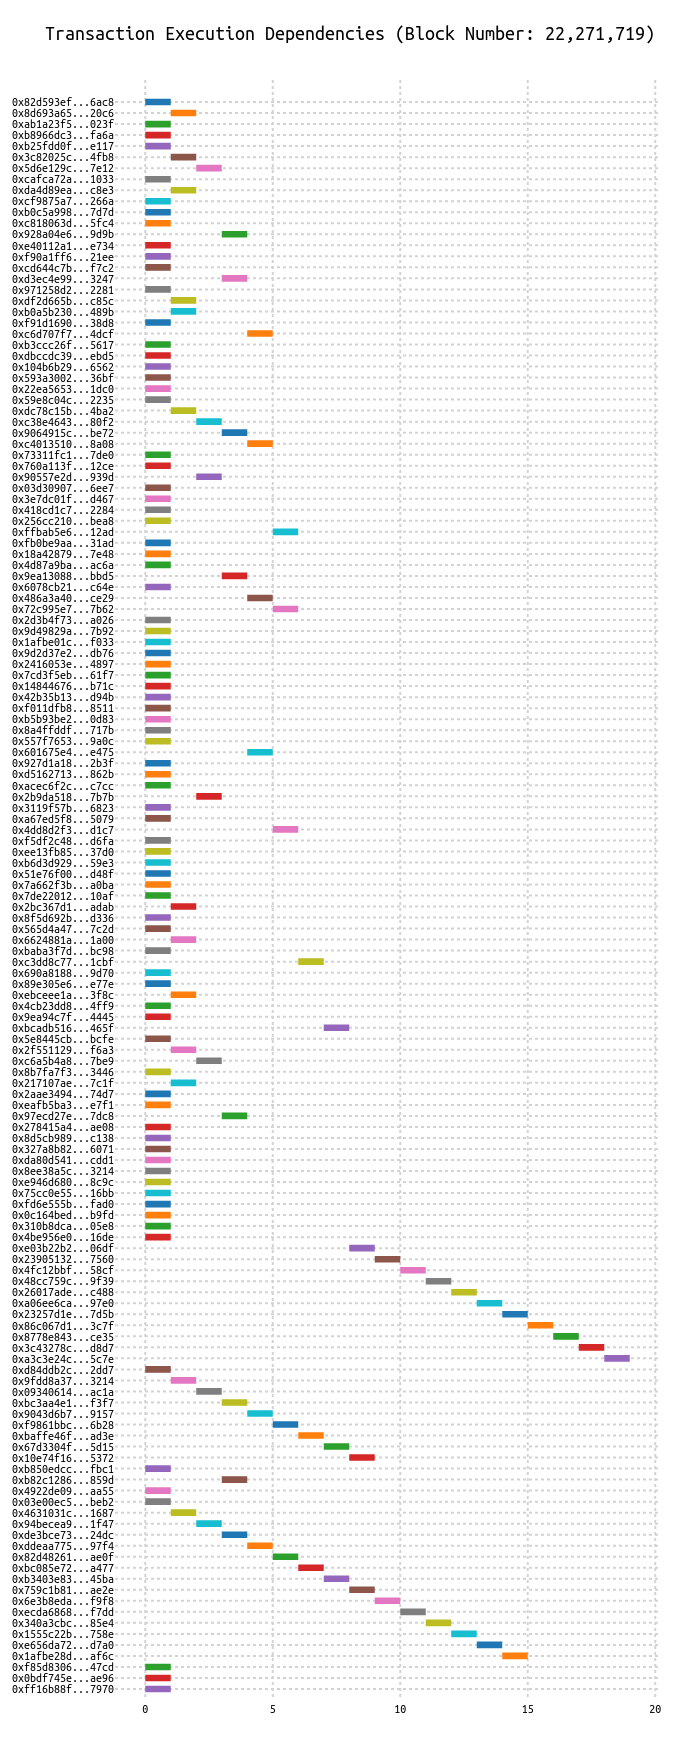 Transaction Execution Dependencies (Block Number: 22,271,719)
0x82d593ef...6ac8
0x8d693a65...20c6
0xab1a23f5...023f
0xb8966dc3...fa6a
0xb25fdd0f...e117
0x3c82025c...4fb8
0x5d6e129c...7e12
0xcafca72a...1033
0xda4d89ea...c8e3
0xcf9875a7...266a
0xb0c5a998...7d7d
0xc818063d...5fc4
0x928a04e6...9d9b
0xe40112a1...e734
0xf90a1ff6...21ee
0xcd644c7b...f7c2
0xd3ec4e99...3247
0x971258d2...2281
0xdf2d665b...c85c
0xb0a5b230...489b
0xf91d1690...38d8
0xc6d707f7...4dcf
0xb3ccc26f...5617
0xdbccdc39...ebd5
0x104b6b29...6562
0x593a3002...36bf
0x22ea5653...1dc0
0x59e8c04c...2235
0xdc78c15b...4ba2
0xc38e4643...80f2
0x9064915c...be72
0xc4013510...8a08
0x73311fc1...7de0
0x760a113f...12ce
0x90557e2d...939d
0x03d30907...6ee7
0x3e7dc01f...d467
0x418cd1c7...2284
0x256cc210...bea8
0xffbab5e6...12ad
0xfb0be9aa...31ad
0x18a42879...7e48
0x4d87a9ba...ac6a
0x9ea13088...bbd5
0x6078cb21...c64e
0x486a3a40...ce29
0x72c995e7...7b62
0x2d3b4f73...a026
0x9d49829a...7b92
0x1afbe01c...f033
0x9d2d37e2...db76
0x2416053e...4897
0x7cd3f5eb...61f7
0x14844676...b71c
0x42b35b13...d94b
0xf011dfb8...8511
0xb5b93be2...0d83
0x8a4ffddf...717b
0x557f7653...9a0c
0x601675e4...e475
0x927d1a18...2b3f
0xd5162713...862b
0xacec6f2c...c7cc
0x2b9da518...7b7b
0x3119f57b...6823
0xa67ed5f8...5079
0x4dd8d2f3...d1c7
0xf5df2c48...d6fa
0xee13fb85...37d0
0xb6d3d929...59e3
0x51e76f00...d48f
0x7a662f3b...a0ba
0x7de22012...10af
0x2bc367d1...adab
0x8f5d692b...d336
0x565d4a47...7c2d
0x6624881a...1a00
0xbaba3f7d...bc98
0xc3dd8c77...1cbf
0x690a8188...9d70
0x89e305e6...e77e
0xebceee1a...3f8c
0x4cb23dd8...4ff9
0x9ea94c7f...4445
0xbcadb516...465f
0x5e8445cb...bcfe
0x2f551129...f6a3
0xc6a5b4a8...7be9
0x8b7fa7f3...3446
0x217107ae...7c1f
0x2aae3494...74d7
0xeafb5ba3...e7f1
0x97ecd27e...7dc8
0x278415a4...ae08
0x8d5cb989...c138
0x327a8b82...6071
0xda80d541...cdd1
0x8ee38a5c...3214
0xe946d680...8c9c
0x75cc0e55...16bb
0xfd6e555b...fad0
0x0c164bed...b9fd
0x310b8dca...05e8
0x4be956e0...16de
0xe03b22b2...06df
0x23905132...7560
0x4fc12bbf...58cf
0x48cc759c...9f39
0x26017ade...c488
0xa06ee6ca...97e0
0x23257d1e...7d5b
0x86c067d1...3c7f
0x8778e843...ce35
0x3c43278c...d8d7
0xa3c3e24c...5c7e
0xd84ddb2c...2dd7
0x9fdd8a37...3214
0x09340614...ac1a
0xbc3aa4e1...f3f7
0x9043d6b7...9157
0xf9861bbc...6b28
0xbaffe46f...ad3e
0x67d3304f...5d15
0x10e74f16...5372
0xb850edcc...fbc1
0xb82c1286...859d
0x4922de09...aa55
0x03e00ec5...beb2
0x4631031c...1687
0x94becea9...1f47
0xde3bce73...24dc
0xddeaa775...97f4
0x82d48261...ae0f
0xbc085e72...a477
0xb3403e83...45ba
0x759c1b81...ae2e
0x6e3b8eda...f9f8
0xecda6868...f7dd
0x340a3cbc...85e4
0x1555c22b...758e
0xe656da72...d7a0
0x1afbe28d...af6c
0xf85d8306...47cd
0x0bdf745e...ae96
0xff16b88f...7970
0 5 10 15 20